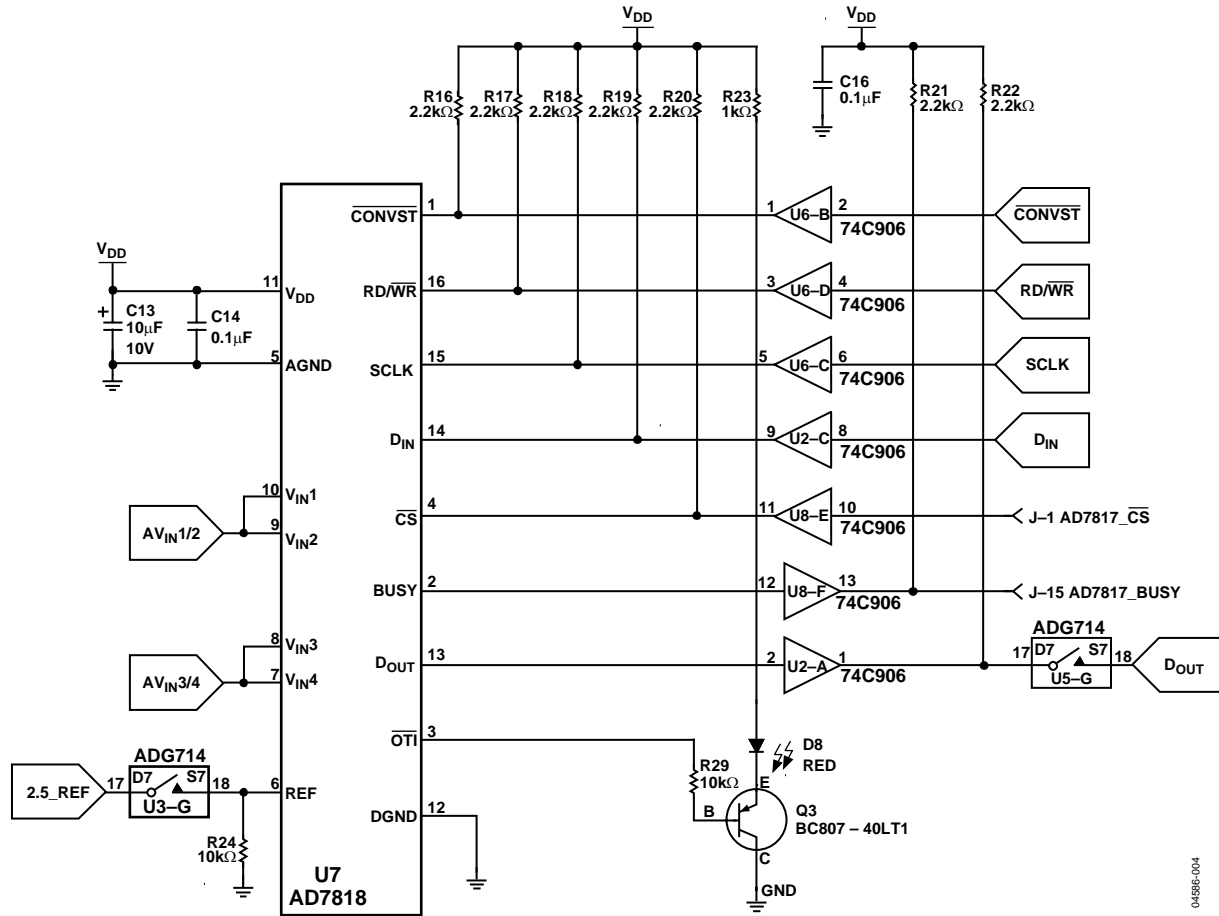 VDD
VDD
C16
0.1μF
R16
2.2kΩ
R17
2.2kΩ
R18
2.2kΩ
R19
2.2kΩ
R20
2.2kΩ
R23
1kΩ
R21
2.2kΩ
R22
2.2kΩ
CONVST 1
1 U6–B 2
74C906
CONVST
VDD
11 VDD
C13
10μF
10V
+
C14
0.1μF
5 AGND
RD/WR 16
3 U6–D 4
74C906
RD/WR
SCLK 15
5 U6–C 6
74C906
SCLK
DIN 14
9 U2–C 8
74C906
DIN
AVIN1/2
10 VIN1
9 VIN2
CS 4
11 U8–E 10
74C906
J–1 AD7817_CS
BUSY 2
12 U8–F 13
74C906
J–15 AD7817_BUSY
AVIN3/4
8 VIN3
7 VIN4
DOUT 13
2 U2–A 1
74C906
ADG714
17 D7 S7 18
U5–G
DOUT
OTI 3
R29
10kΩ
D8
RED
2.5_REF
ADG714
17 D7 S7 18
U3–G
6 REF
R24
10kΩ
DGND 12
B
E
C
Q3
BC807 – 40LT1
GND
U7
AD7818
04586-004